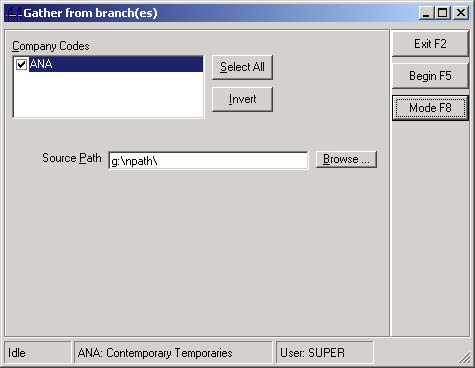 Gather from branch(es)
Company Codes
ANA
Select All
Invert
Source Path
g:\npath\
Browse ...
Exit F2
Begin F5
Mode F8
Idle
ANA: Contemporary Temporaries
User: SUPER